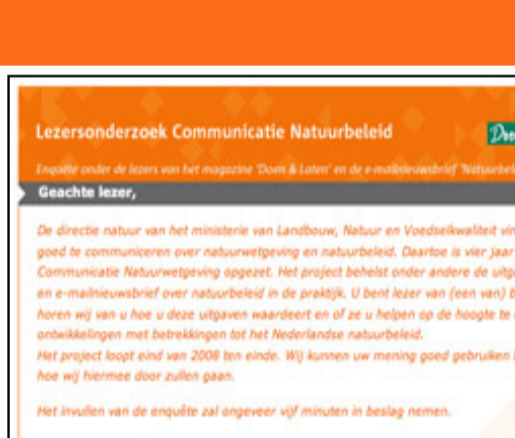 Lezersonderzoek Communicatie Natuurbeleid
Enquête onder de lezers van het magazine 'Doen & Laten' en de e-mailnieuwsbrief
Geachte lezer,
De directie natuur van het ministerie van Landbouw, Natuur en Voedselkwaliteit
goed te communiceren over natuurwetgeving en natuurbeleid. Daartoe is vier jaar
Communicatie Natuurwetgeving opgezet. Het project behelst onder andere de
en e-mailnieuwsbrief over natuurbeleid in de praktijk. U bent lezer van (een van)
horen wij van u hoe u deze uitgaven waardeert en of ze u helpen op de hoogte te
ontwikkelingen met betrekkingen tot het Nederlandse natuurbeleid.
Het project loopt eind van 2008 ten einde. Wij kunnen uw mening goed gebruiken
hoe wij hiermee door zullen gaan.
Het invullen van de enquête zal ongeveer vijf minuten in beslag nemen.